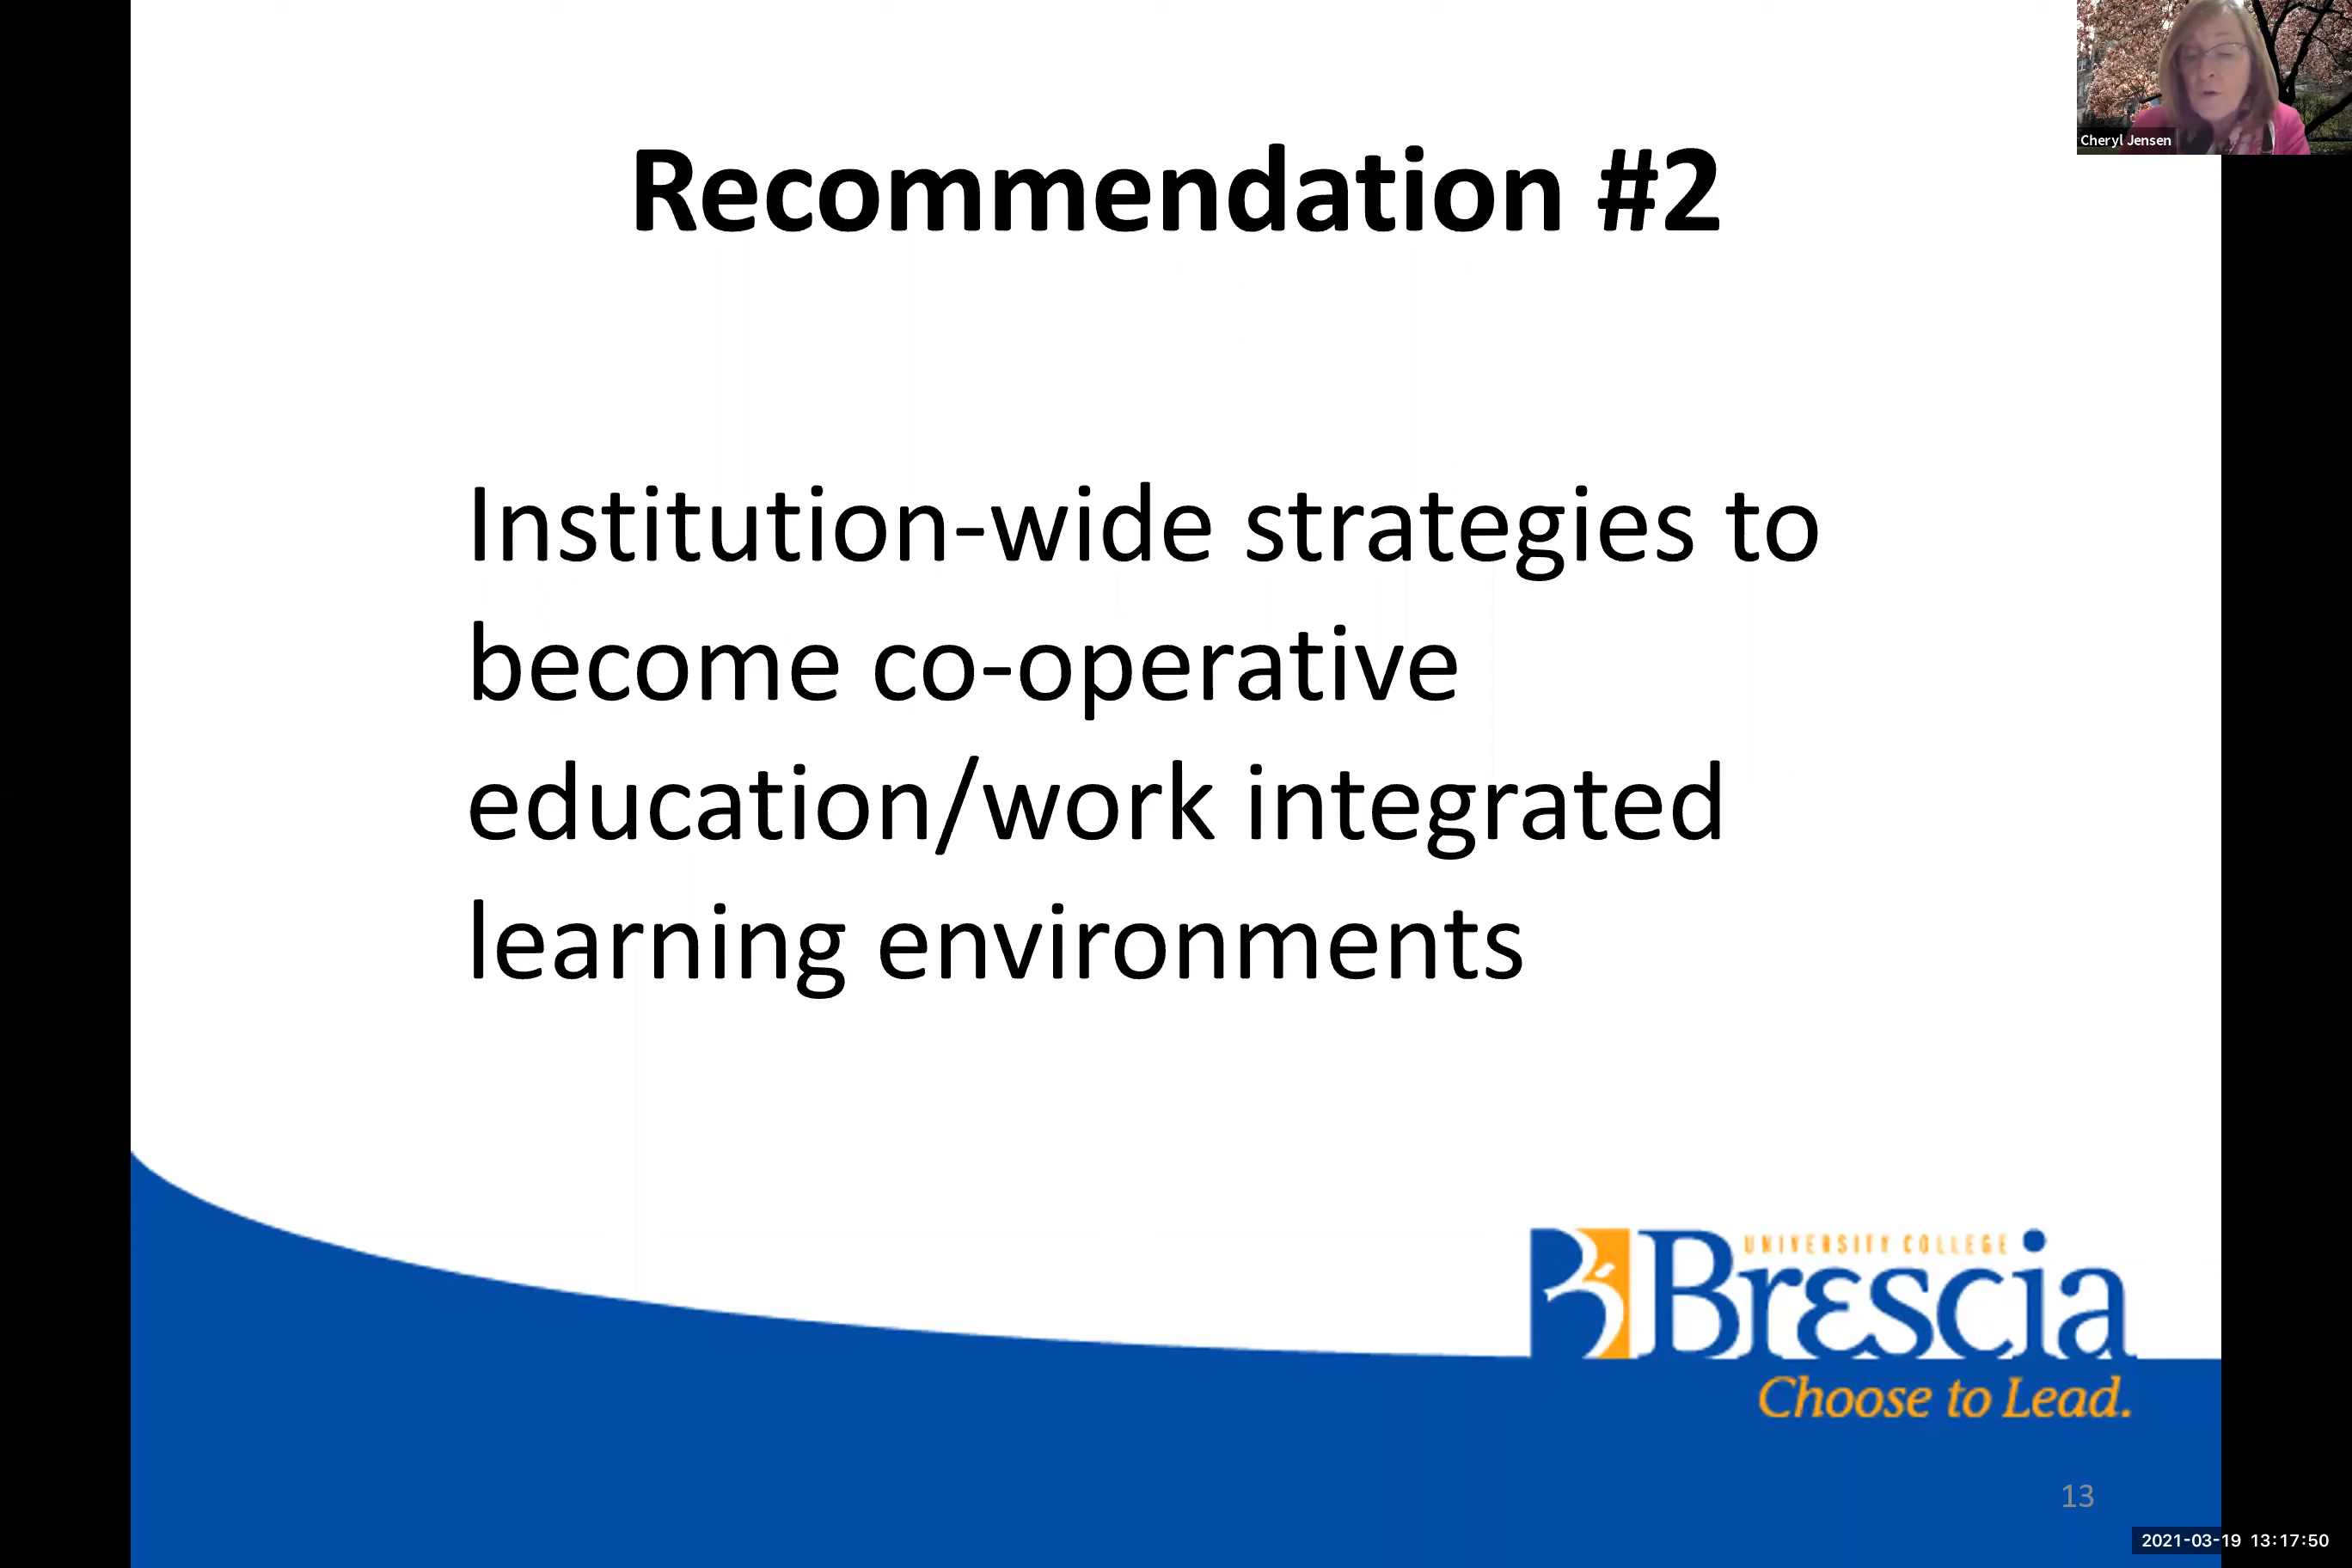 Cheryl Jensen
Recommendation #2
Institution-wide strategies to
become co-operative
education/work integrated
learning environments
UNIVERSITY COLLEGE
Brescia
Choose to Lead.
13
2021-03-19 13:17:50